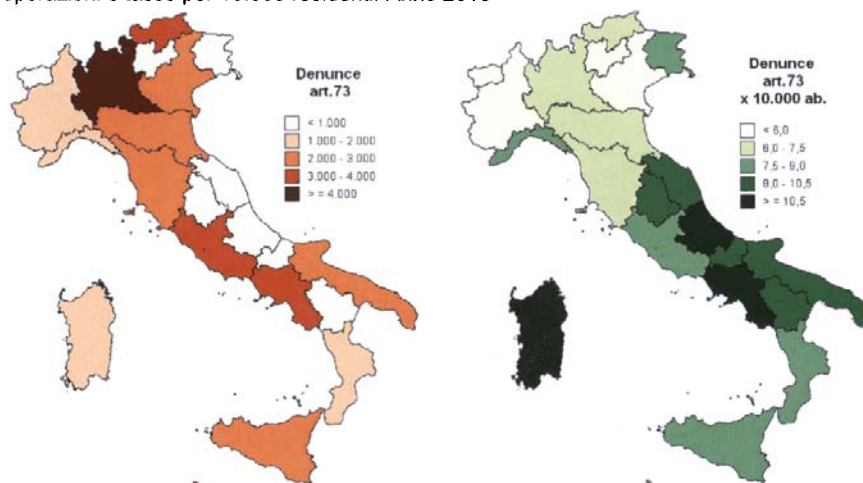 Denunce
art.73
< 1.000
1.000 - 2.000
2.000 - 3.000
3.000 - 4.000
> = 4.000
Denunce
art.73
x 10.000 ab.
< 6,0
6,0 - 7,5
7,5 - 9,0
9,0 - 10,5
> = 10,5